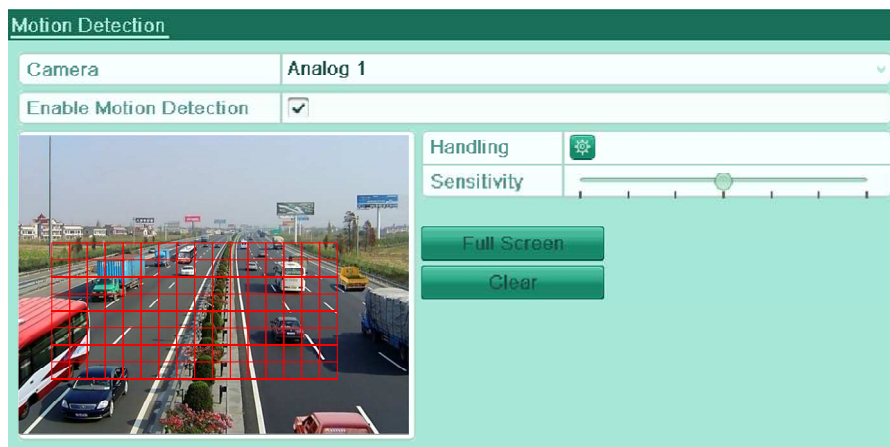 Motion Detection
Camera
Analog 1
Enable Motion Detection
Handling
Sensitivity
Full Screen
Clear